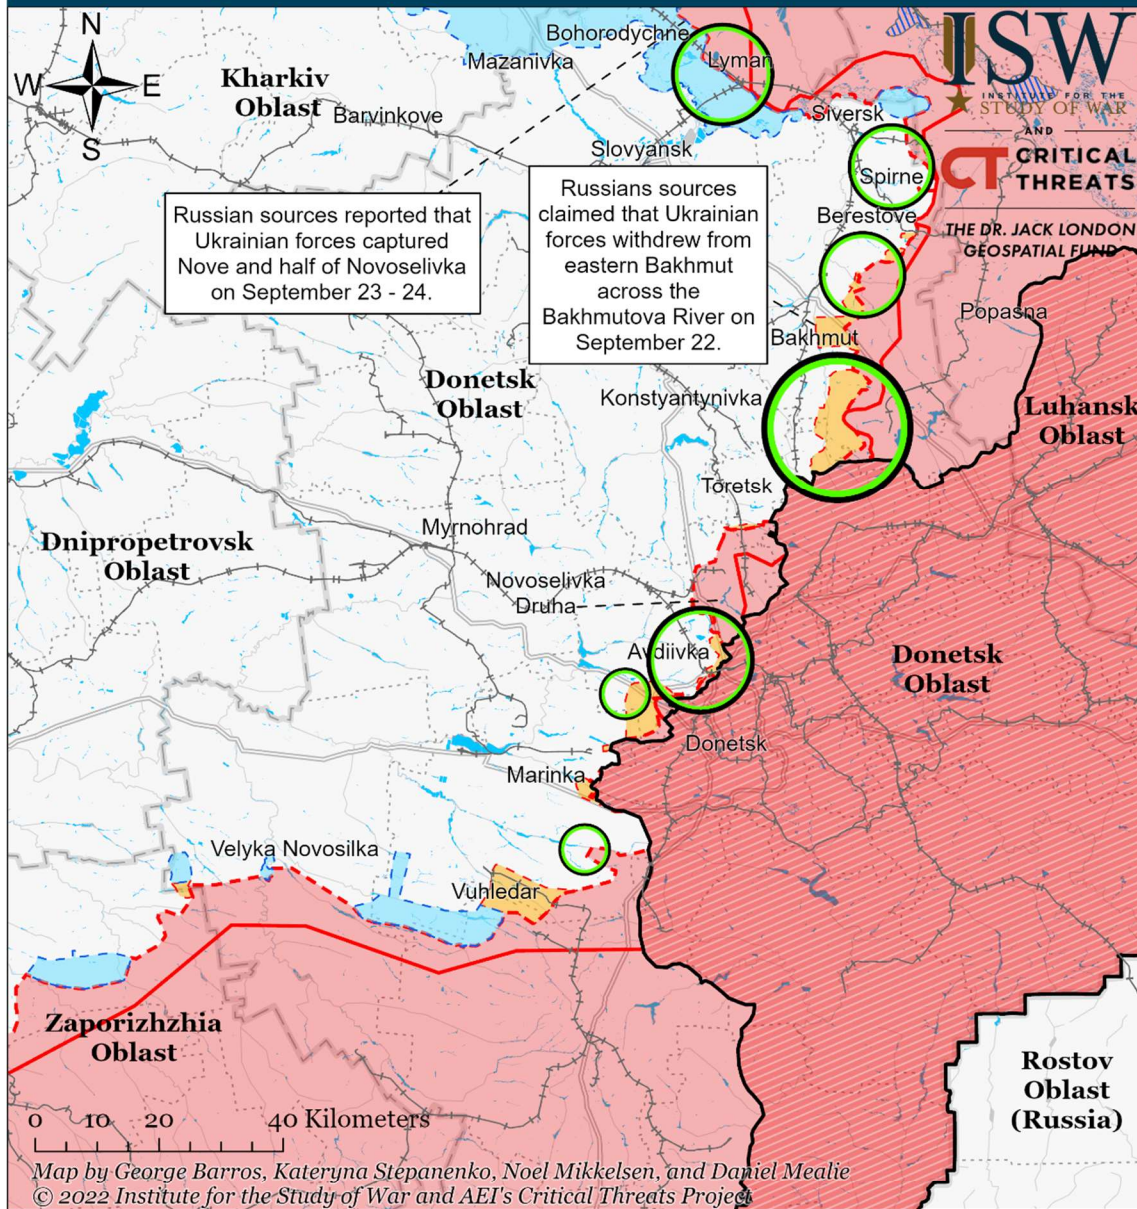 N
W
E
S
Kharkiv
Oblast
Barvinkove
Mazanivka
Bohorodychne
Lyman
Slovyansk
Siversk
Spirne
Berestove
ISW
INSTITUTE FOR THE
STUDY OF WAR
AND
CT CRITICAL
THREATS
THE DR. JACK LONDON
GEOSPATIAL FUND
Russian sources reported that
Ukrainian forces captured
Nove and half of Novoselivka
on September 23 - 24.
Russians sources
claimed that Ukrainian
forces withdrew from
eastern Bakhmut
across the
Bakhmutova River on
September 22.
Popasna
Bakhmut
Donetsk
Oblast
Konstyantynivka
Luhansk
Oblast
Toretsk
Myrnohrad
Dnipropetrovsk
Oblast
Novoselivka
Druha
Avdiivka
Donetsk
Oblast
Donetsk
Marinka
Velyka Novosilka
Vuhledar
Zaporizhzhia
Oblast
Rostov
Oblast
(Russia)
0 10 20 40 Kilometers
Map by George Barros, Kateryna Stepanenko, Noel Mikkelsen, and Daniel Mealie
© 2022 Institute for the Study of War and AEI's Critical Threats Project